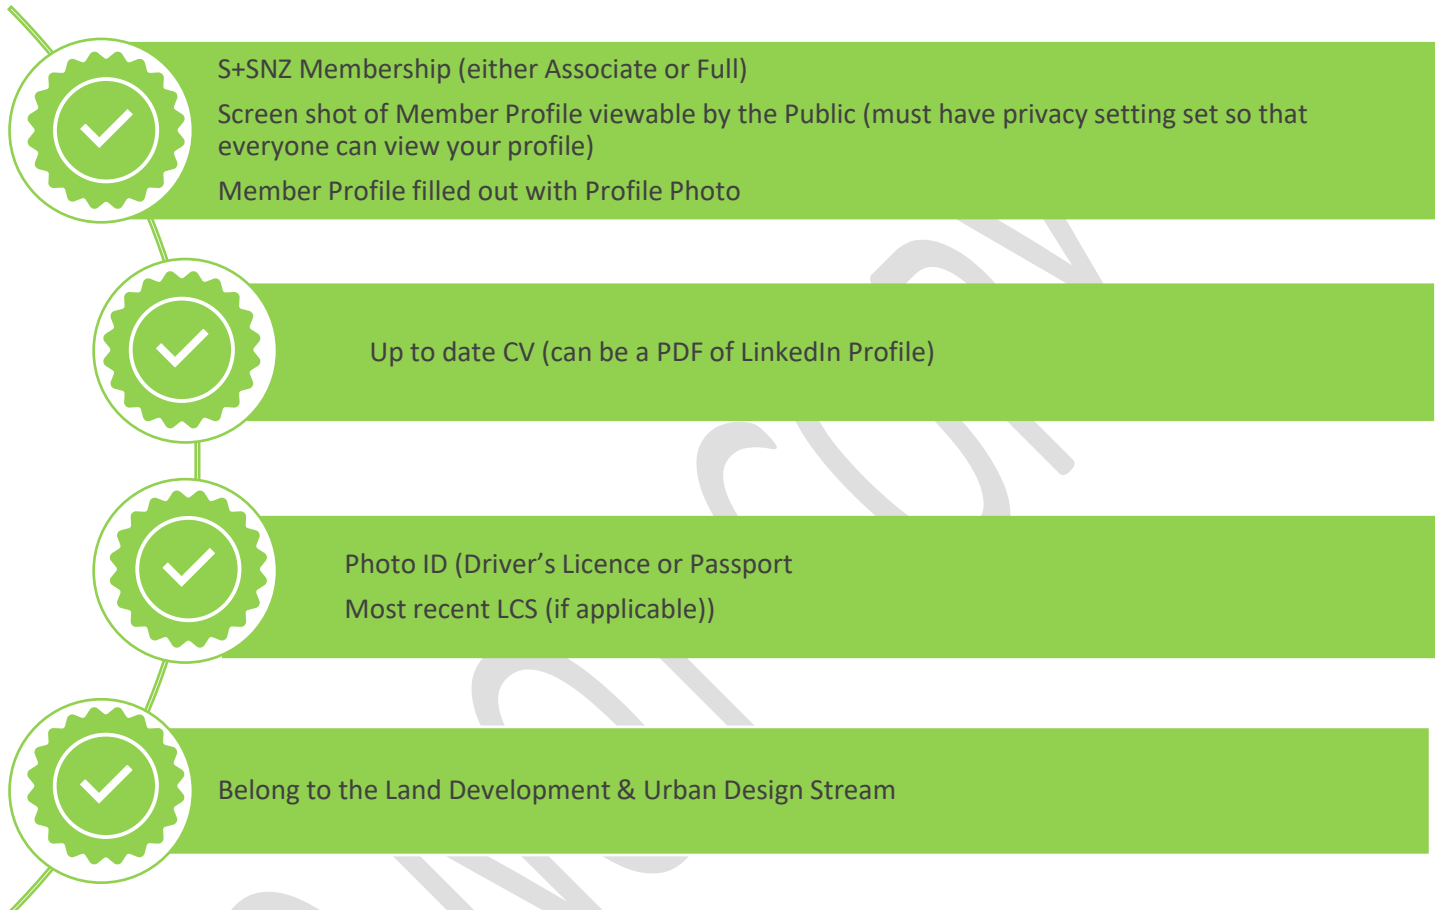 S+SNZ Membership (either Associate or Full)
Screen shot of Member Profile viewable by the Public (must have privacy setting set so that
everyone can view your profile)
Member Profile filled out with Profile Photo
Up to date CV (can be a PDF of LinkedIn Profile)
Photo ID (Driver’s Licence or Passport
Most recent LCS (if applicable))
Belong to the Land Development & Urban Design Stream